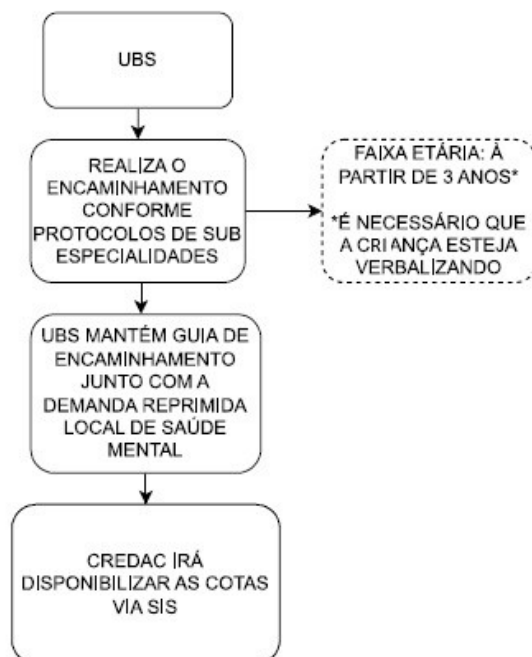 UBS
REALIZA O
ENCAMINHAMENTO
CONFORME
PROTOCOLOS DE SUB
ESPECIALIDADES
FAIXA ETÁRIA: À
PARTIR DE 3 ANOS*
*É NECESSÁRIO QUE
A CRIANÇA ESTEJA
VERBALIZANDO
UBS MANTÉM GUIA DE
ENCAMINHAMENTO
JUNTO COM A
DEMANDA REPRIMIDA
LOCAL DE SAÚDE
MENTAL
CREDAC IRÁ
DISPONIBILIZAR AS COTAS
VIA SIS